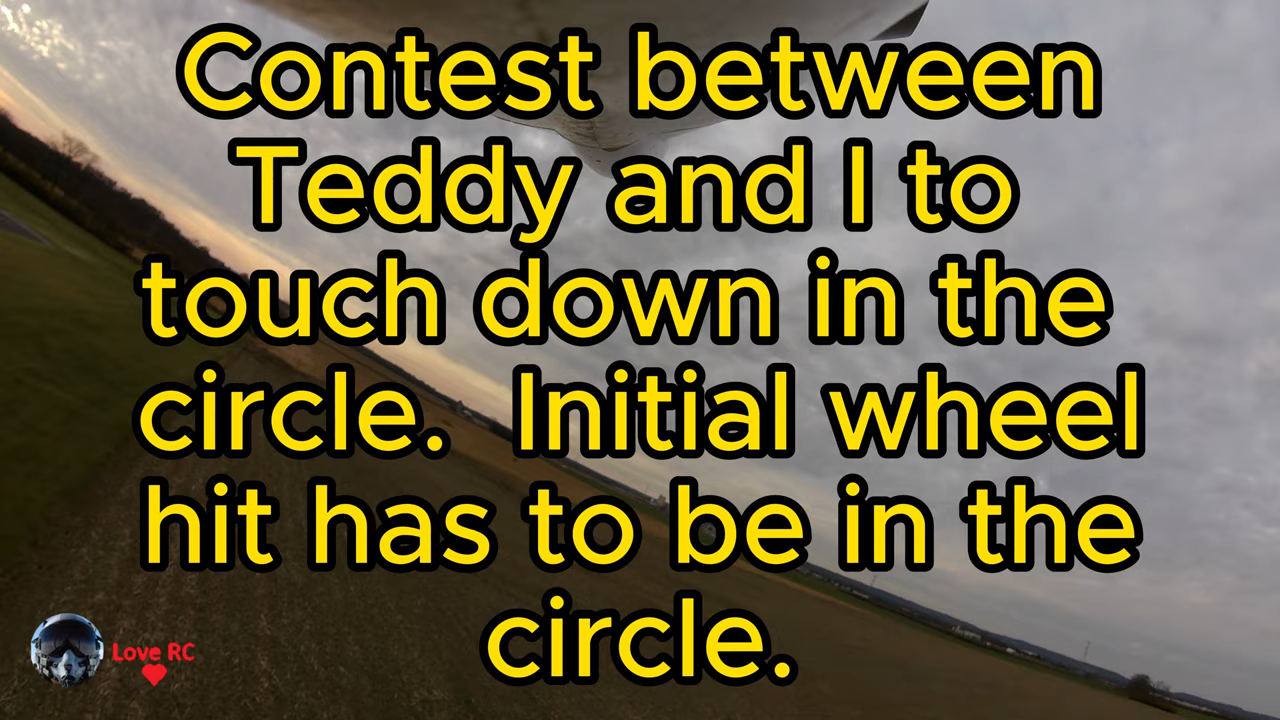 Contest between
Teddy and I to
touch down in the
circle.  Initial wheel
hit has to be in the
circle.
Love RC